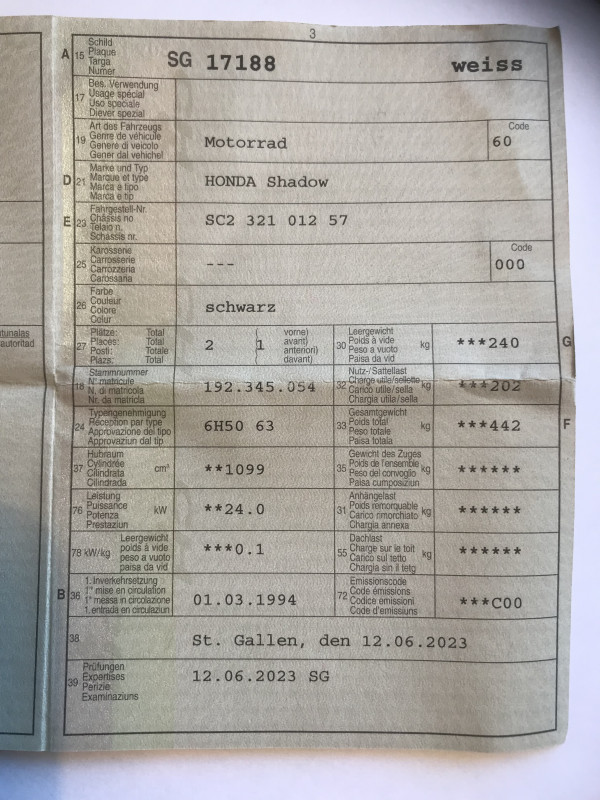 3
A 15 Schild
Plaque
Targa
Numer
SG 17188 weiss
17 Bes. Verwendung
Usage spécial
Uso speciale
Diever spezial
19 Art des Fahrzeugs
Genre de véhicule
Genere di veicolo
Gener dal vehichel
Motorrad
Code
60
D 21 Marke und Typ
Marque et type
Marca e tipo
Marca e tip
HONDA Shadow
E 23 Fahrgestell-Nr.
Châssis no
Telaio n.
Schassis nr.
SC2 321 012 57
25 Karosserie
Carrosserie
Carrozzeria
Carossaria
---
Code
000
26 Farbe
Couleur
Colore
Colur
schwarz
27 Plätze: Total
Places: Total
Posti: Totale
Plazs: Total
2 ( 1 vorne)
( avant)
( anteriori)
( davant)
30 Leergewicht
Poids à vide
Peso a vuoto
Paisa da vid
kg
***240
G
18 Stammnummer
N° matricule
N. di matricola
Nr. da matricla
192.345.054
32 Nutz-/Sattellast
Charge utile/sellette
Carico utile/sella
Chargia utila/sella
kg
***202
24 Typengenehmigung
Réception par type
Approvazione del tipo
Approvaziun dal tip
6H50 63
33 Gesamtgewicht
Poids total
Peso totale
Paisa totala
kg
***442
F
37 Hubraum
Cylindrée
Cilindrata
Cilindrada
cm³
**1099
35 Gewicht des Zuges
Poids de l'ensemble
Peso del convoglio
Paisa cumposiziun
kg
******
76 Leistung
Puissance
Potenza
Prestaziun
kW
**24.0
31 Anhängelast
Poids remorquable
Carico rimorchiato
Chargia annexa
kg
******
78 kW/kg Leergewicht
poids à vide
peso a vuoto
paisa da vid
***0.1
55 Dachlast
Charge sur le toit
Carico sul tetto
Chargia sin il tetg
kg
******
B 36 1. Inverkehrsetzung
1re mise en circulation
1a messa in circolazione
1. entrada en circulaziun
01.03.1994
72 Emissionscode
Code émissions
Codice emissioni
Code d'emissiuns
***C00
38
St. Gallen, den 12.06.2023
39 Prüfungen
Expertises
Perizie
Examinaziuns
12.06.2023 SG